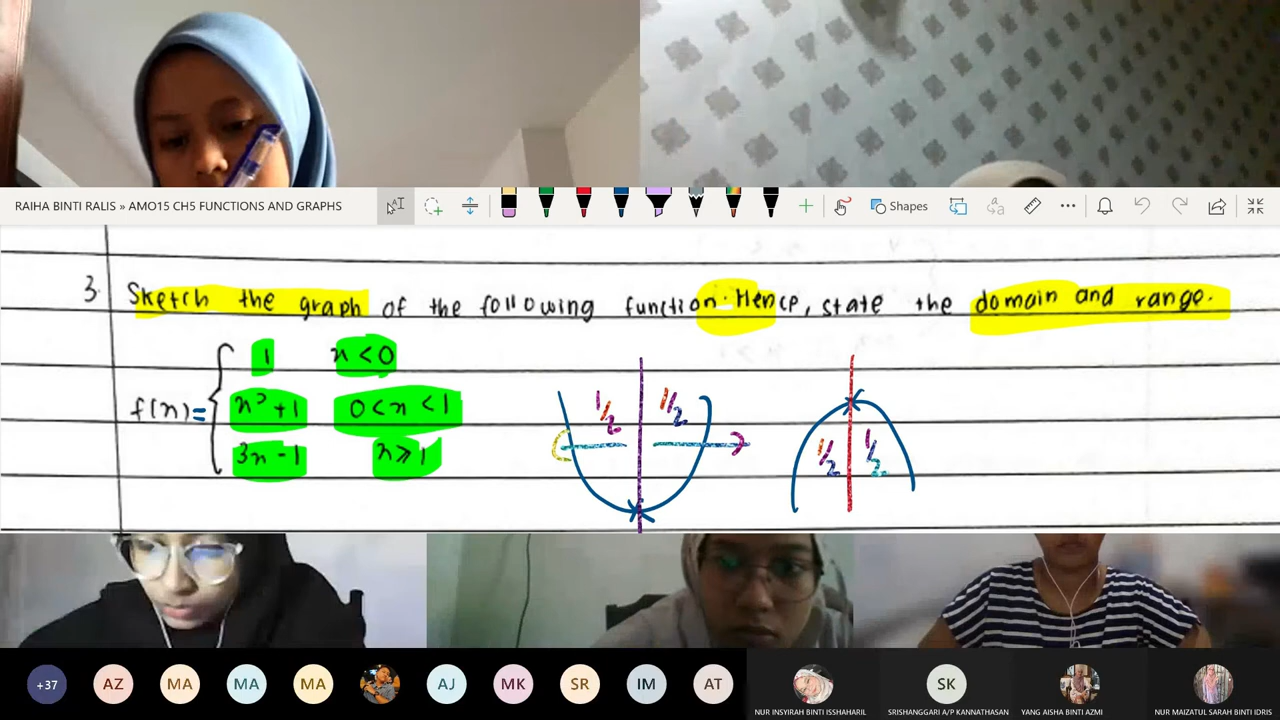 RAIHA BINTI RALIS » AMO15 CH5 FUNCTIONS AND GRAPHS
Shapes
3. Sketch the graph of the following function. Hence, state the domain and range.
1 x < 0
f(x) = x² + 1 0 < x < 1
3x - 1 x ≥ 1
1/2 1/2
1/2 1/2
+37 AZ MA MA MA AJ MK SR IM AT SK
NUR INSYIRAH BINTI ISSHAHARIL SRISHANGGARI A/P KANNATHASAN YANG AISHA BINTI AZMI NUR MAIZATUL SARAH BINTI IDRIS